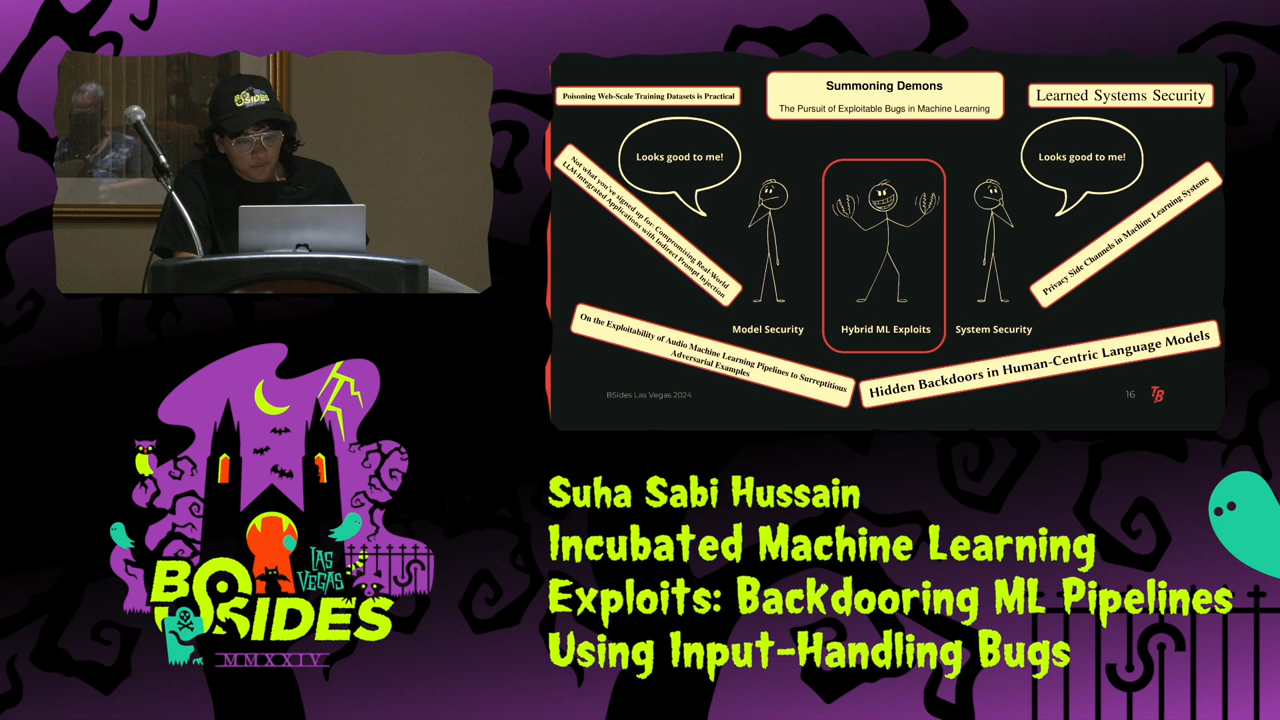 BSIDES
Poisoning Web-Scale Training Datasets is Practical
Summoning Demons
The Pursuit of Exploitable Bugs in Machine Learning
Learned Systems Security
Looks good to me!
Looks good to me!
Not what you've signed up for: Compromising Real-World
LLM-Integrated Applications with Indirect Prompt Injection
Privacy Side Channels in Machine Learning Systems
Model Security
Hybrid ML Exploits
System Security
On the Exploitability of Audio Machine Learning Pipelines to Surreptitious
Adversarial Examples
Hidden Backdoors in Human-Centric Language Models
BSides Las Vegas 2024
16
TB
LAS
VEGAS
BSIDES
MMXXIV
Suha Sabi Hussain
Incubated Machine Learning
Exploits: Backdooring ML Pipelines
Using Input-Handling Bugs